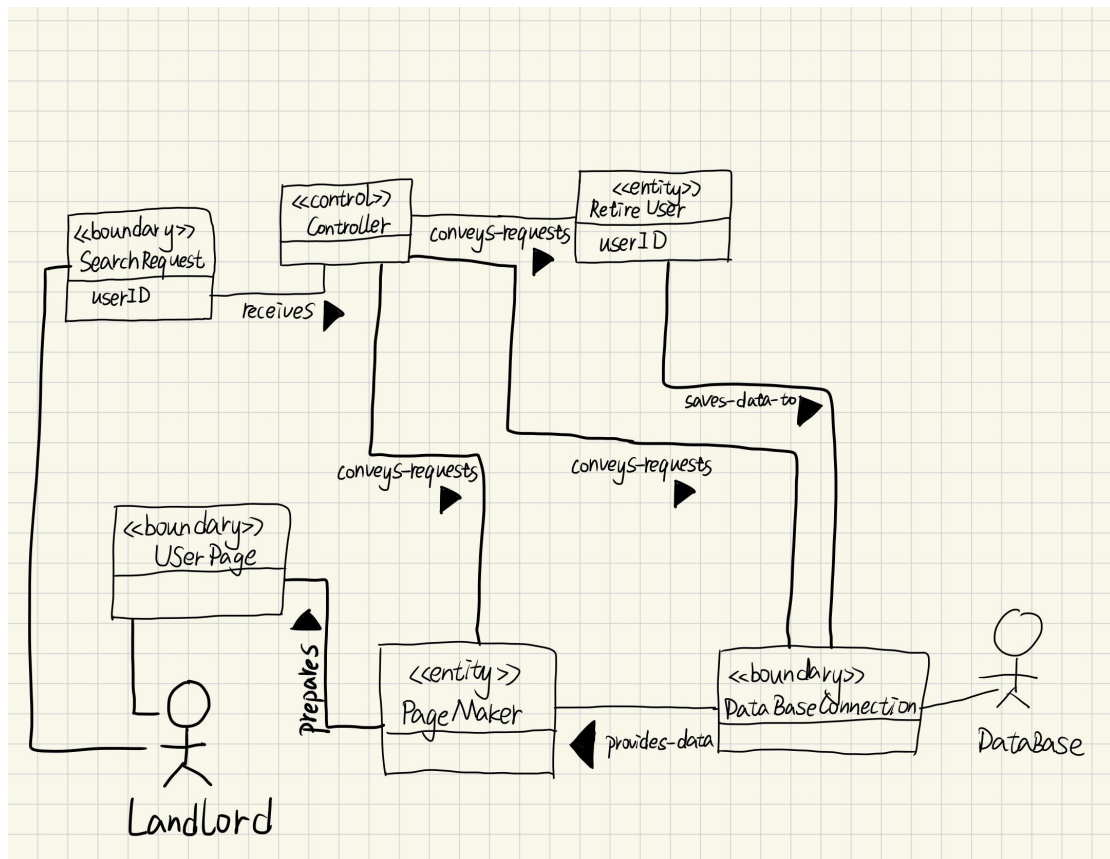 <<boundary>>
SearchRequest
userID
<<control>>
Controller
<<entity>>
Retire User
userID
conveys-requests
receives
saves-data-to
conveys-requests
conveys-requests
<<boundary>>
USerPage
prepares
<<entity>>
PageMaker
provides-data
<<boundary>>
DataBaseConnection
DataBase
LandLord